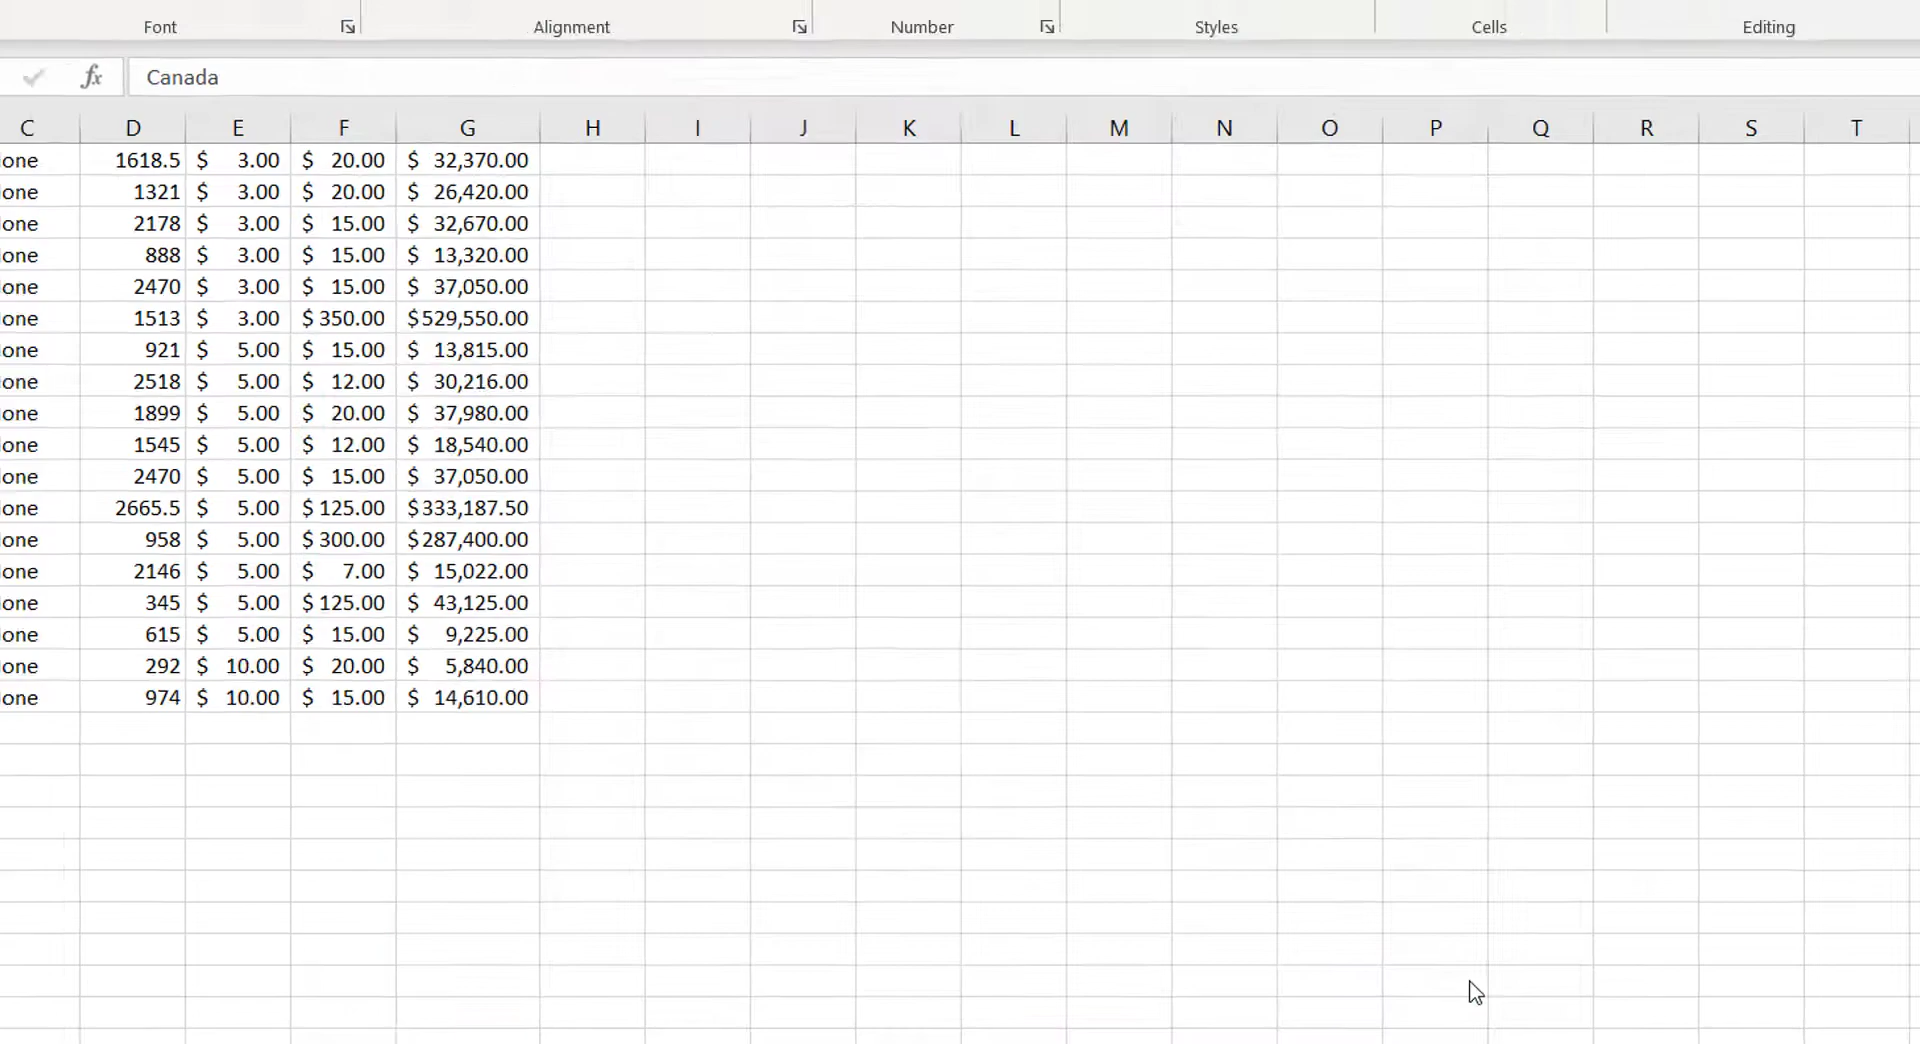 Font Alignment Number Styles Cells Editing
fx Canada
C D E F G H I J K L M N O P Q R S T
one 1618.5 $ 3.00 $ 20.00 $ 32,370.00
one 1321 $ 3.00 $ 20.00 $ 26,420.00
one 2178 $ 3.00 $ 15.00 $ 32,670.00
one 888 $ 3.00 $ 15.00 $ 13,320.00
one 2470 $ 3.00 $ 15.00 $ 37,050.00
one 1513 $ 3.00 $ 350.00 $ 529,550.00
one 921 $ 5.00 $ 15.00 $ 13,815.00
one 2518 $ 5.00 $ 12.00 $ 30,216.00
one 1899 $ 5.00 $ 20.00 $ 37,980.00
one 1545 $ 5.00 $ 12.00 $ 18,540.00
one 2470 $ 5.00 $ 15.00 $ 37,050.00
one 2665.5 $ 5.00 $ 125.00 $ 333,187.50
one 958 $ 5.00 $ 300.00 $ 287,400.00
one 2146 $ 5.00 $ 7.00 $ 15,022.00
one 345 $ 5.00 $ 125.00 $ 43,125.00
one 615 $ 5.00 $ 15.00 $ 9,225.00
one 292 $ 10.00 $ 20.00 $ 5,840.00
one 974 $ 10.00 $ 15.00 $ 14,610.00